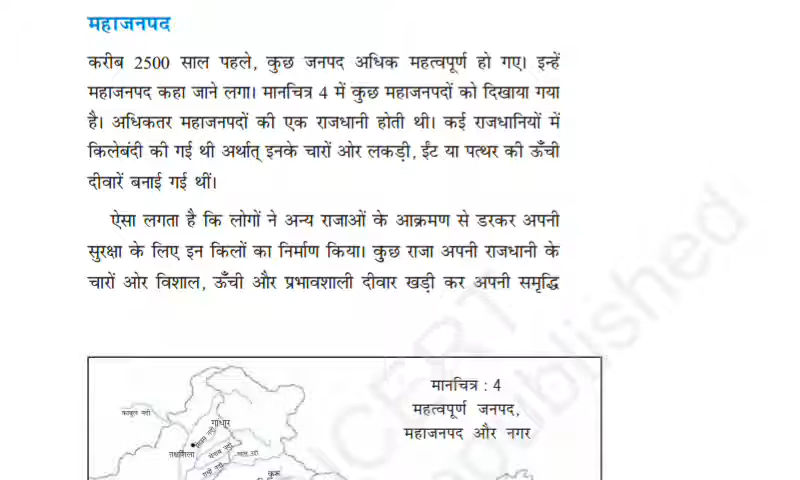 महाजनपद
करीब 2500 साल पहले, कुछ जनपद अधिक महत्वपूर्ण हो गए। इन्हें
महाजनपद कहा जाने लगा। मानचित्र 4 में कुछ महाजनपदों को दिखाया गया
है। अधिकतर महाजनपदों की एक राजधानी होती थी। कई राजधानियों में
किलेबंदी की गई थी अर्थात् इनके चारों ओर लकड़ी, ईंट या पत्थर की ऊँची
दीवारें बनाई गई थीं।
ऐसा लगता है कि लोगों ने अन्य राजाओं के आक्रमण से डरकर अपनी
सुरक्षा के लिए इन किलों का निर्माण किया। कुछ राजा अपनी राजधानी के
चारों ओर विशाल, ऊँची और प्रभावशाली दीवार खड़ी कर अपनी समृद्धि
मानचित्र : 4
महत्वपूर्ण जनपद,
महाजनपद और नगर
काबुल नदी
गांधार
तक्षशिला
कुरू
NCERT
republished